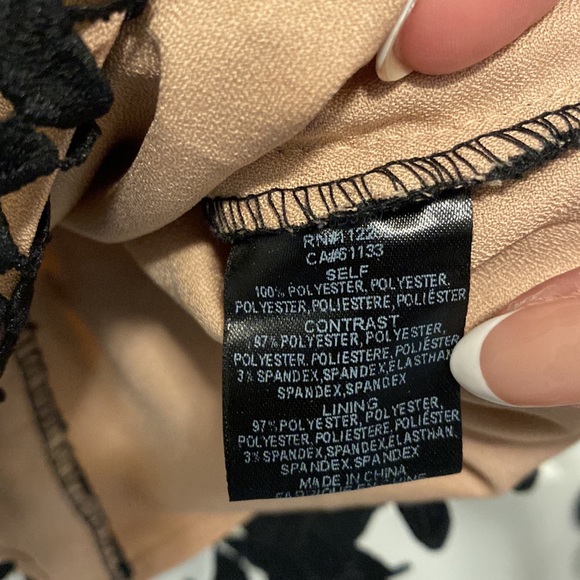 CA#61133
SELF
100% POLYESTER, POLYESTER,
POLYESTER, POLIESTERE, POLIÉSTER
CONTRAST
97% POLYESTER, POLYESTER,
POLYESTER, POLIESTERE, POLIÉSTER
3% SPANDEX,SPANDEX,ELASTHAN,
SPANDEX,SPANDEX
LINING
97% POLYESTER, POLYESTER,
POLYESTER, POLIESTERE, POLIÉSTER
3% SPANDEX,SPANDEX,ELASTHAN,
SPANDEX,SPANDEX
MADE IN CHINA